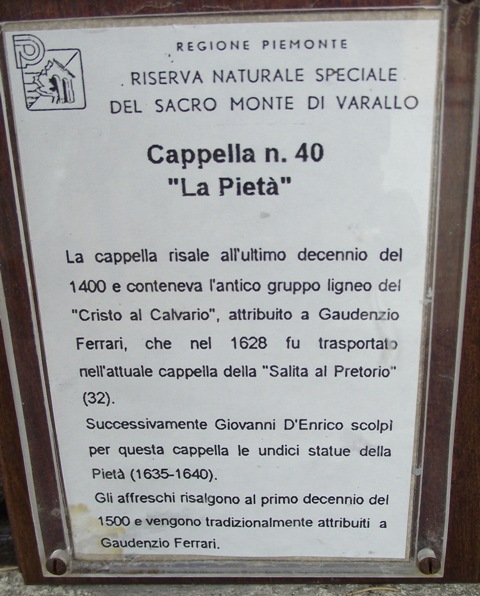 REGIONE PIEMONTE
RISERVA NATURALE SPECIALE
DEL SACRO MONTE DI VARALLO
Cappella n. 40
"La Pietà"
La cappella risale all'ultimo decennio del
1400 e conteneva l'antico gruppo ligneo del
"Cristo al Calvario", attribuito a Gaudenzio
Ferrari, che nel 1628 fu trasportato
nell'attuale cappella della "Salita al Pretorio"
(32).
Successivamente Giovanni D'Enrico scolpì
per questa cappella le undici statue della
Pietà (1635-1640).
Gli affreschi risalgono al primo decennio del
1500 e vengono tradizionalmente attribuiti a
Gaudenzio Ferrari.